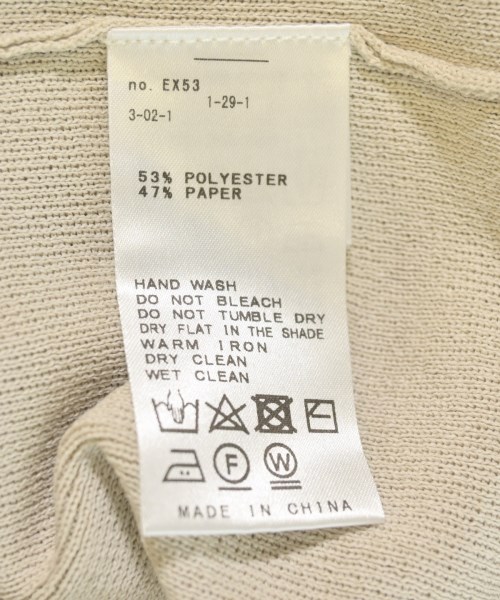 no. EX53
1-29-1
3-02-1
53% POLYESTER
47% PAPER
HAND WASH
DO NOT BLEACH
DO NOT TUMBLE DRY
DRY FLAT IN THE SHADE
WARM IRON
DRY CLEAN
WET CLEAN
F W
MADE IN CHINA